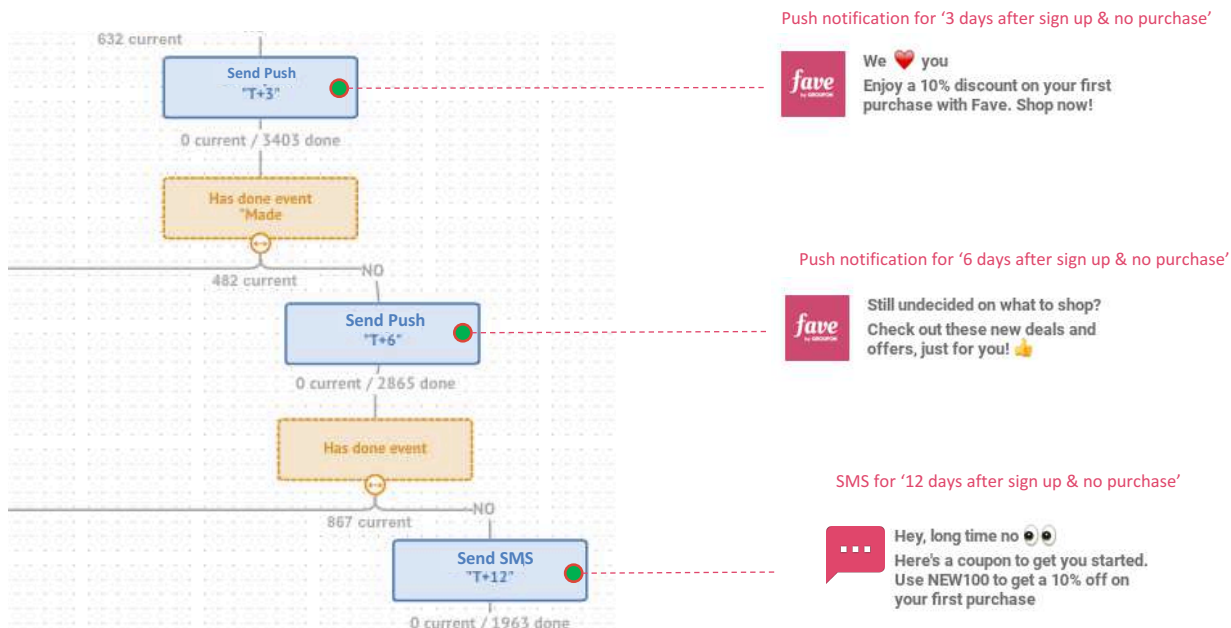 Push notification for ‘3 days after sign up & no purchase’
632 current
Send Push
"T+3"
fave
by GROUPON
We ❤️ you
Enjoy a 10% discount on your first
purchase with Fave. Shop now!
0 current / 3403 done
Has done event
"Made
482 current
NO
Push notification for ‘6 days after sign up & no purchase’
Send Push
"T+6"
fave
by GROUPON
Still undecided on what to shop?
Check out these new deals and
offers, just for you! 👍
0 current / 2865 done
Has done event
867 current
NO
SMS for ‘12 days after sign up & no purchase’
Send SMS
"T+12"
Hey, long time no 👀
Here's a coupon to get you started.
Use NEW100 to get a 10% off on
your first purchase
0 current / 1963 done